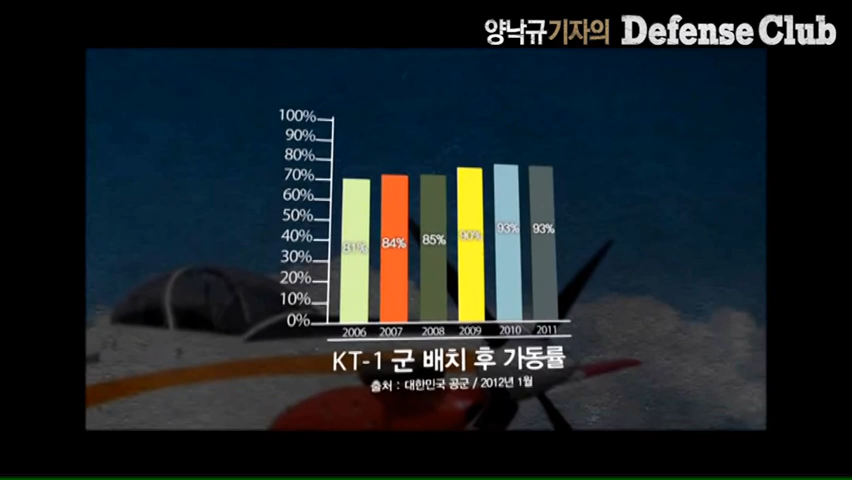 양낙규기자의 Defense Club
100%
90%
80%
70%
60%
50%
40%
30%
20%
10%
0%
81% 84% 85% 90% 93% 93%
2006 2007 2008 2009 2010 2011
KT-1 군 배치 후 가동률
출처 : 대한민국 공군 / 2012년 1월